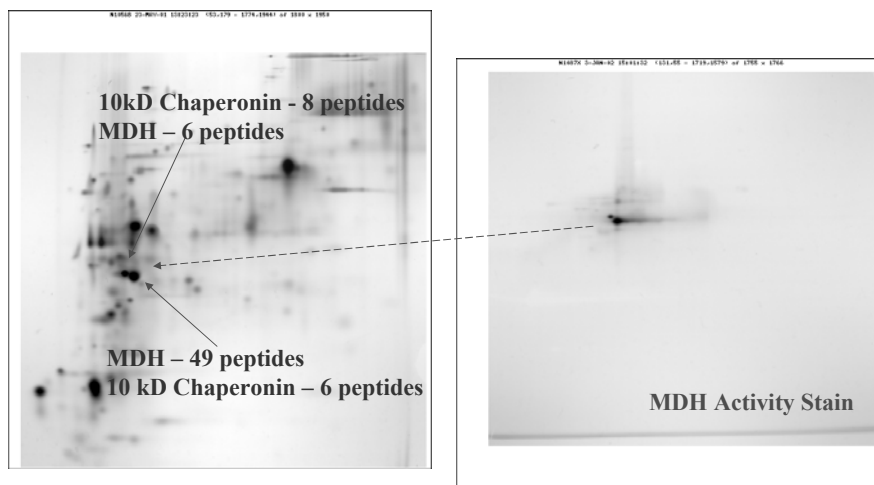 10kD Chaperonin - 8 peptides
MDH – 6 peptides
MDH – 49 peptides
10 kD Chaperonin – 6 peptides
MDH Activity Stain